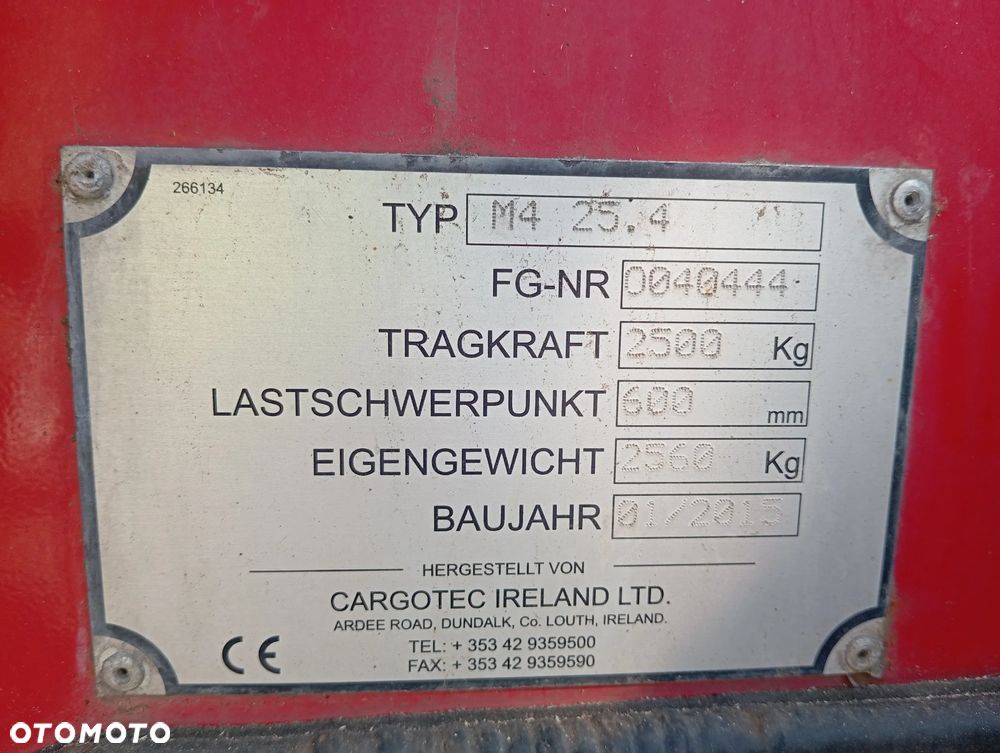 266134
TYP M4 25.4
FG-NR 0040444
TRAGKRAFT 2500 Kg
LASTSCHWERPUNKT 600 mm
EIGENGEWICHT 2560 Kg
BAUJAHR 01/2015
HERGESTELLT VON
CARGOTEC IRELAND LTD.
ARDEE ROAD, DUNDALK, Co. LOUTH, IRELAND.
TEL: + 353 42 9359500
FAX: + 353 42 9359590
CE
OTOMOTO